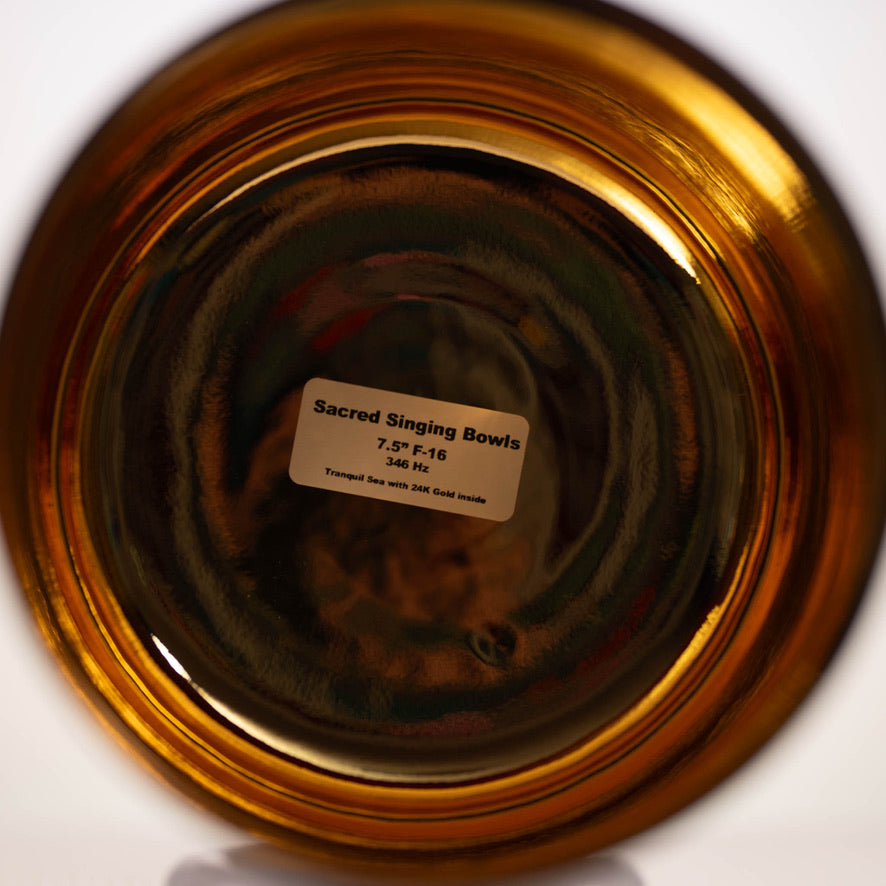 Sacred Singing Bowls
7.5" F-16
346 Hz
Tranquil Sea with 24K Gold inside